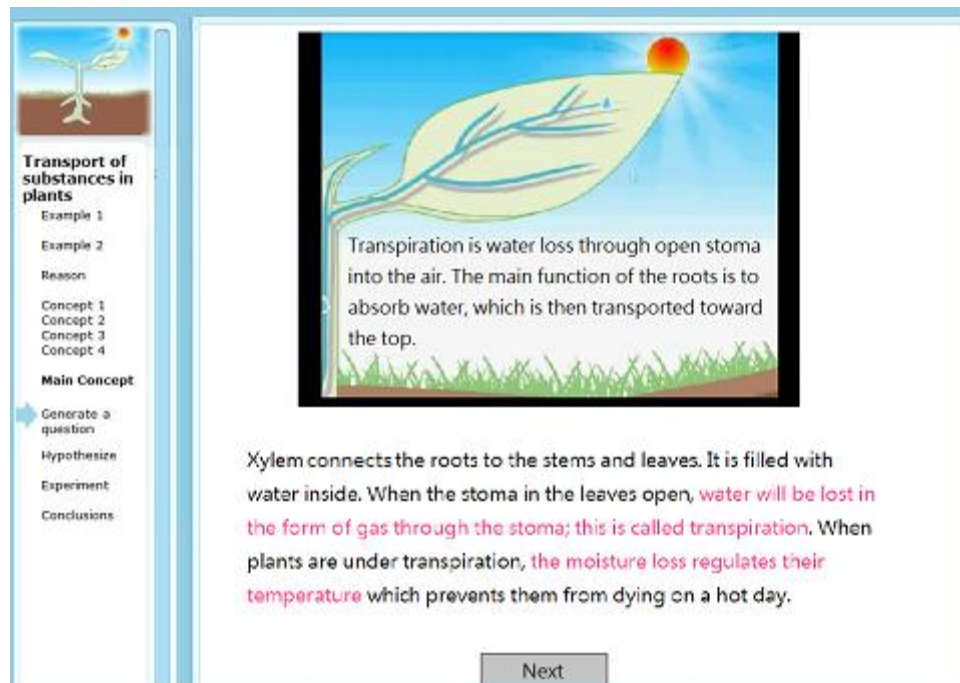 Transport of
substances in
plants
Example 1
Example 2
Reason
Concept 1
Concept 2
Concept 3
Concept 4
Main Concept
Generate a
question
Hypothesize
Experiment
Conclusions
Transpiration is water loss through open stoma
into the air. The main function of the roots is to
absorb water, which is then transported toward
the top.
Xylem connects the roots to the stems and leaves. It is filled with
water inside. When the stoma in the leaves open, water will be lost in
the form of gas through the stoma; this is called transpiration. When
plants are under transpiration, the moisture loss regulates their
temperature which prevents them from dying on a hot day.
Next